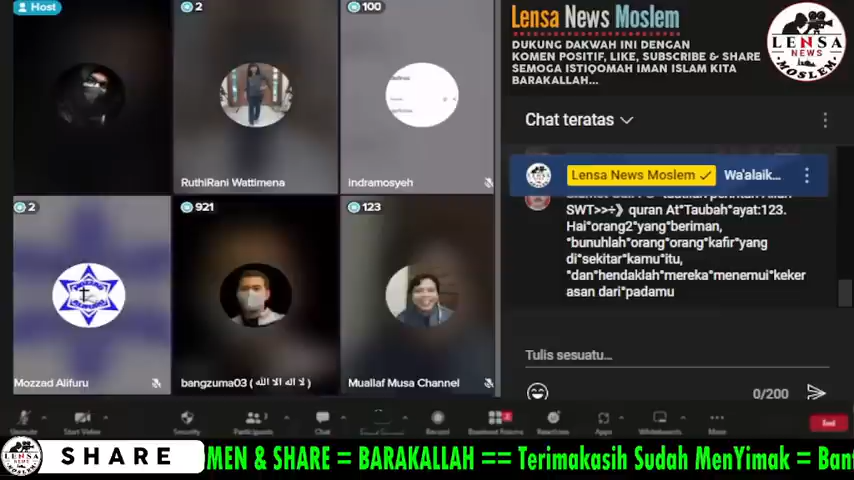 Host
2
100
RuthiRani Wattimena
Indramosyeh
2
921
123
Mozzad Alifuru
bangzuma03 ( لا اله الا الله )
Muallaf Musa Channel
Lensa News Moslem
DUKUNG DAKWAH INI DENGAN
KOMEN POSITIF, LIKE, SUBSCRIBE & SHARE
SEMOGA ISTIQOMAH IMAN ISLAM KITA
BARAKALLAH...
LENSA
NEWS
MOSLEM
Chat teratas
Lensa News Moslem Wa'alaik...
SWT>>÷》 quran At*Taubah*ayat:123.
Hai*orang2*yang*beriman,
*bunuhlah*orang*orang*kafir*yang
di*sekitar*kamu*itu,
*dan*hendaklah*mereka*menemui*keker
asan dari*padamu
Tulis sesuatu...
0/200
Start Video
Security
Participants
Chat
Record
Breakout Rooms
Reactions
Apps
Whiteboards
More
End
SHARE
OMEN & SHARE = BARAKALLAH == Terimakasih Sudah MenYimak = Bant